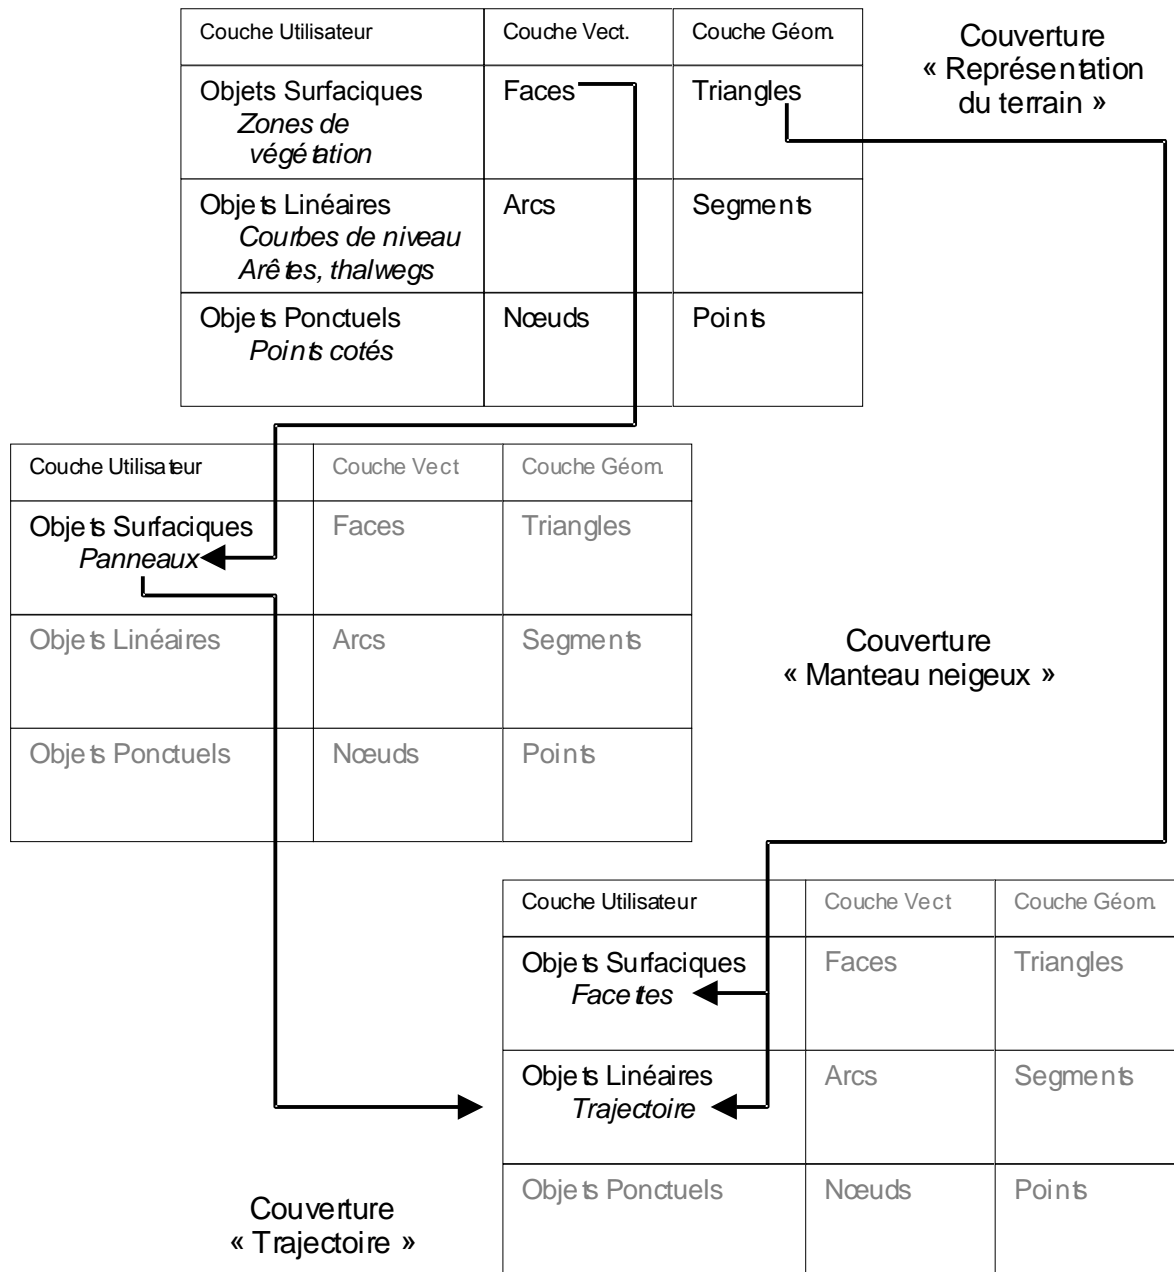 Couche Utilisateur Couche Vect. Couche Géom.
Couverture
« Représentation
du terrain »
Objets Surfaciques Faces Triangles
Zones de
végétation
Objets Linéaires Arcs Segments
Courbes de niveau
Arêtes, thalwegs
Objets Ponctuels Nœuds Points
Points cotés
Couche Utilisateur Couche Vect Couche Géom.
Objets Surfaciques Faces Triangles
Panneaux
Objets Linéaires Arcs Segments
Couverture
« Manteau neigeux »
Objets Ponctuels Nœuds Points
Couche Utilisateur Couche Vect Couche Géom.
Objets Surfaciques Faces Triangles
Facettes
Objets Linéaires Arcs Segments
Trajectoire
Objets Ponctuels Nœuds Points
Couverture
« Trajectoire »